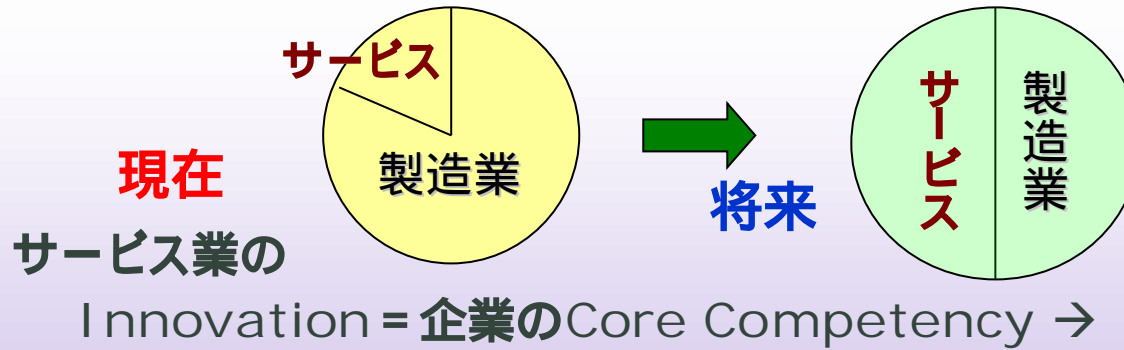 サービス
製造業
現在
将来
サービス
製造業
サービス業の
Innovation = 企業のCore Competency →